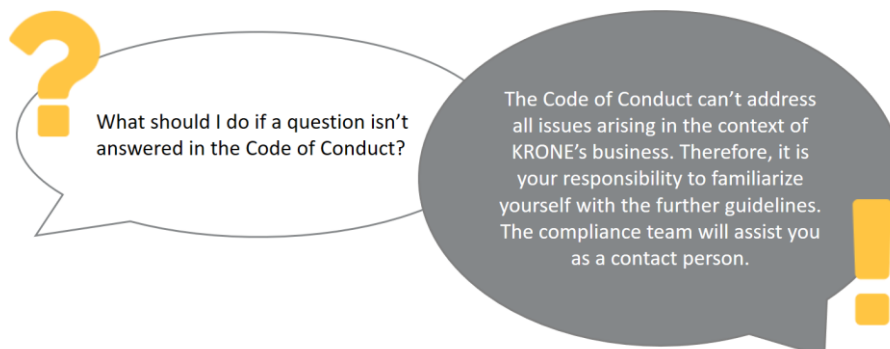 ?
What should I do if a question isn’t
answered in the Code of Conduct?
The Code of Conduct can’t address
all issues arising in the context of
KRONE’s business. Therefore, it is
your responsibility to familiarize
yourself with the further guidelines.
The compliance team will assist you
as a contact person.
!